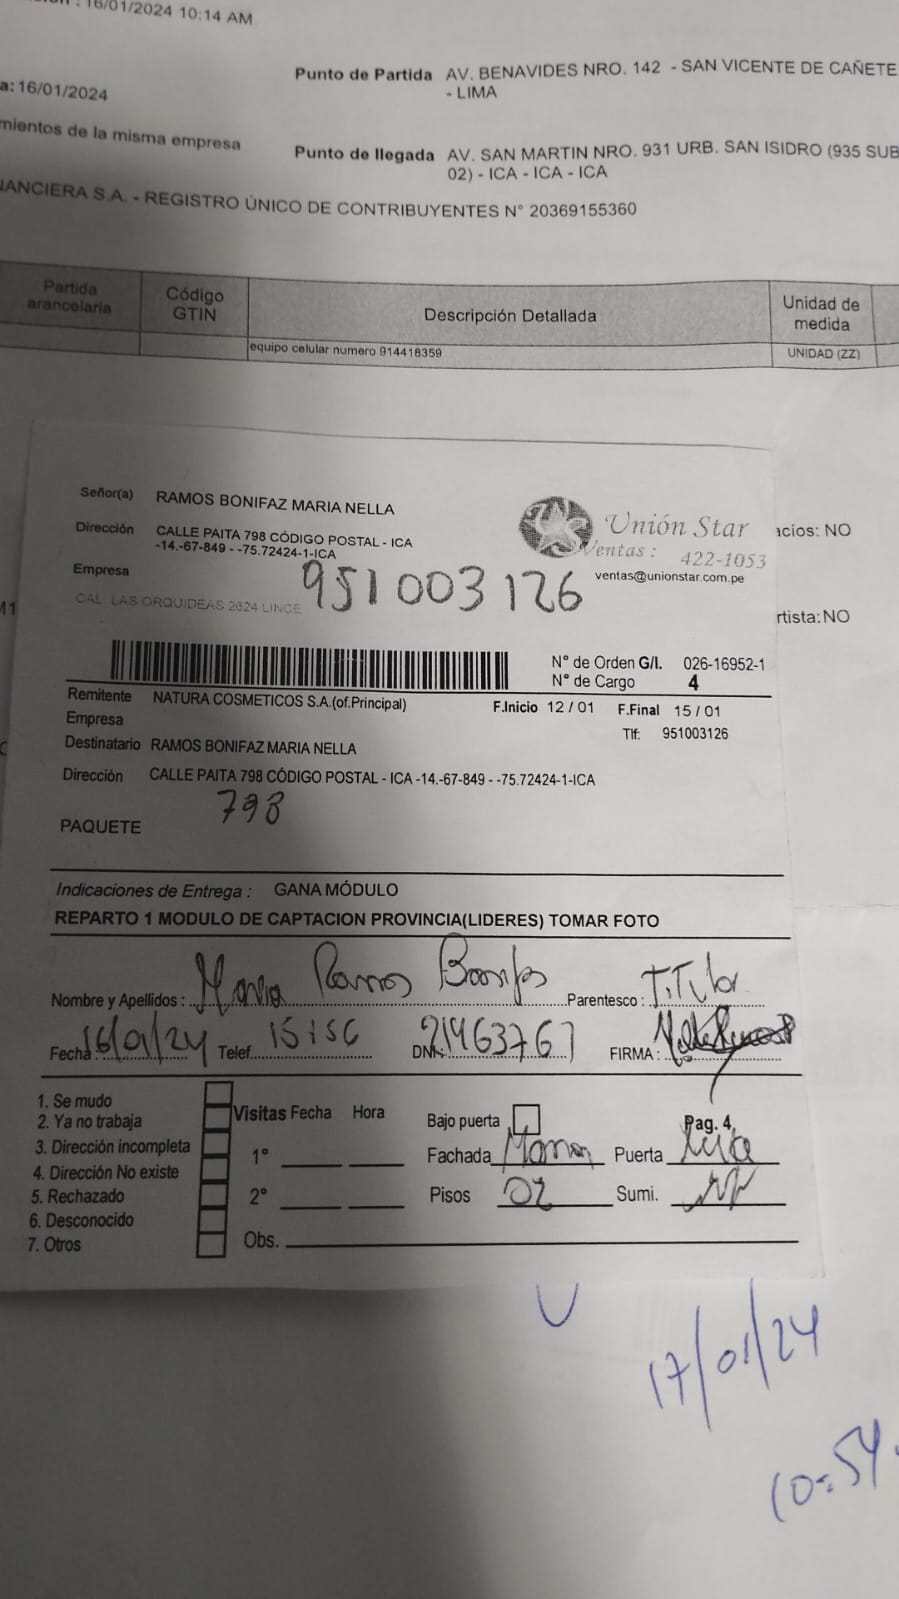 : 16/01/2024 10:14 AM
Punto de Partida AV. BENAVIDES NRO. 142 - SAN VICENTE DE CAÑETE
- LIMA
a: 16/01/2024
mientos de la misma empresa
Punto de llegada AV. SAN MARTIN NRO. 931 URB. SAN ISIDRO (935 SUB
02) - ICA - ICA - ICA
NANCIERA S.A. - REGISTRO ÚNICO DE CONTRIBUYENTES N° 20369155360
Partida arancelaria
Código GTIN
Descripción Detallada
Unidad de medida
equipo celular numero 914418359
UNIDAD (ZZ)
Señor(a) RAMOS BONIFAZ MARIA NELLA
Dirección CALLE PAITA 798 CÓDIGO POSTAL - ICA
-14.-67-849 - -75.72424-1-ICA
Empresa
CAL. LAS ORQUIDEAS 2624 LINCE
951003126
Unión Star
Ventas : 422-1053
ventas@unionstar.com.pe
acíos: NO
rtista: NO
N° de Orden G/I. 026-16952-1
N° de Cargo 4
Remitente NATURA COSMETICOS S.A.(of.Principal)
F.Inicio 12 / 01 F.Final 15 / 01
Empresa
Tlf: 951003126
Destinatario RAMOS BONIFAZ MARIA NELLA
Dirección CALLE PAITA 798 CÓDIGO POSTAL - ICA -14.-67-849 - -75.72424-1-ICA
798
PAQUETE
Indicaciones de Entrega : GANA MÓDULO
REPARTO 1 MODULO DE CAPTACION PROVINCIA(LIDERES) TOMAR FOTO
Nombre y Apellidos : Maria Ramos Bonifas Parentesco : TiTular
Fecha 16/01/24 Telef. 15:56 DNI: 21463767 FIRMA :
1. Se mudo
2. Ya no trabaja
3. Dirección incompleta
4. Dirección No existe
5. Rechazado
6. Desconocido
7. Otros
Visitas Fecha Hora
1°
2°
Obs.
Bajo puerta
Pag. 4
Fachada Puerta
Pisos 02 Sumi.
17/01/24
10:54